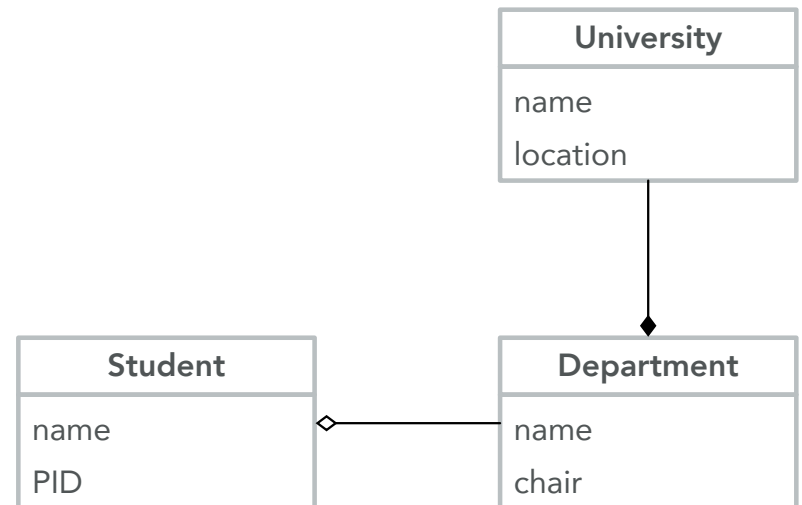 University
name
location
Student
name
PID
Department
name
chair